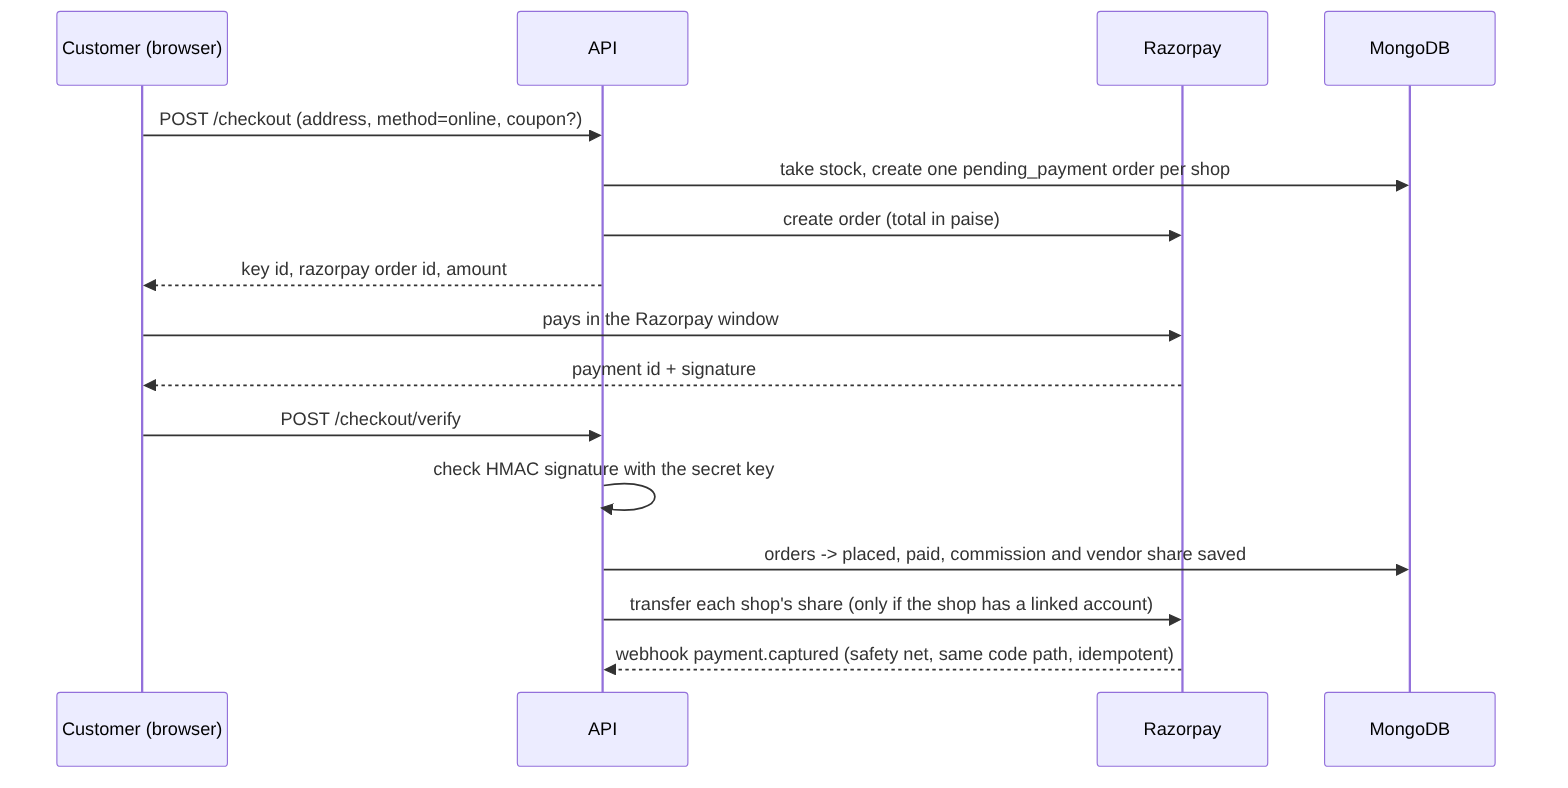 Customer (browser)
API
Razorpay
MongoDB
POST /checkout (address, method=online, coupon?)
take stock, create one pending_payment order per shop
create order (total in paise)
key id, razorpay order id, amount
pays in the Razorpay window
payment id + signature
POST /checkout/verify
check HMAC signature with the secret key
orders -> placed, paid, commission and vendor share saved
transfer each shop's share (only if the shop has a linked account)
webhook payment.captured (safety net, same code path, idempotent)
Customer (browser)
API
Razorpay
MongoDB